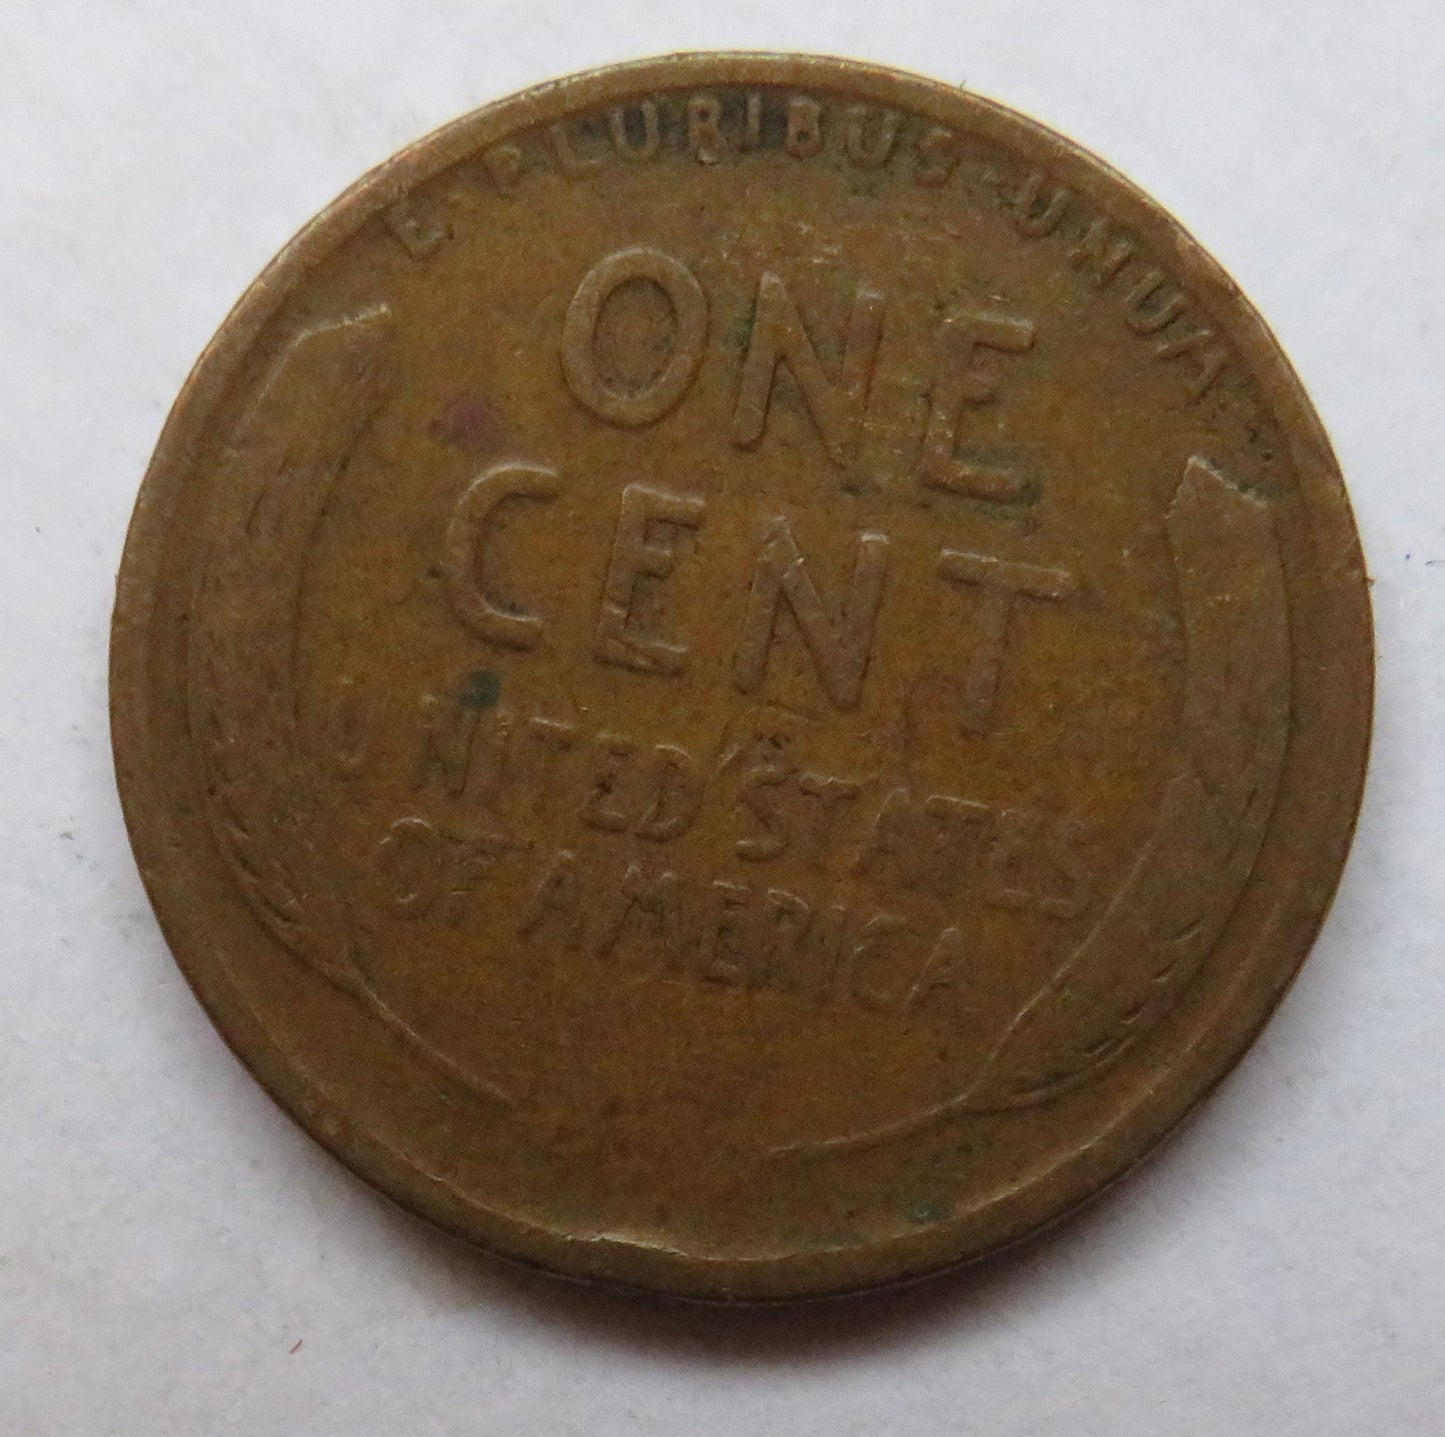 E·PLURIBUS·UNUM
ONE
CENT
UNITED STATES
OF AMERICA